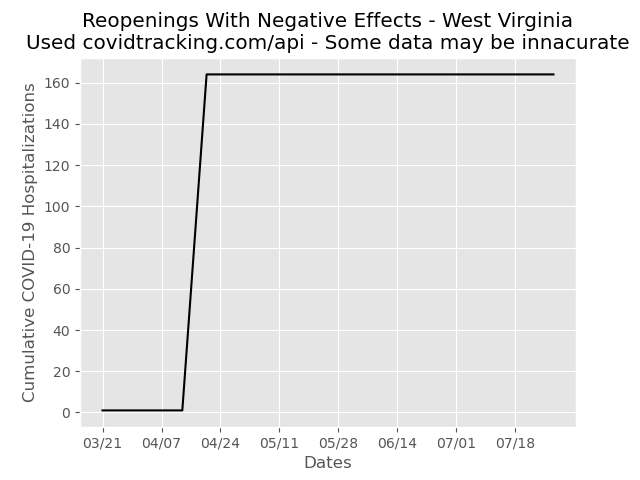 Reopenings With Negative Effects - West Virginia
Used covidtracking.com/api - Some data may be innacurate
Cumulative COVID-19 Hospitalizations
160
140
120
100
80
60
40
20
0
03/21 04/07 04/24 05/11 05/28 06/14 07/01 07/18
Dates